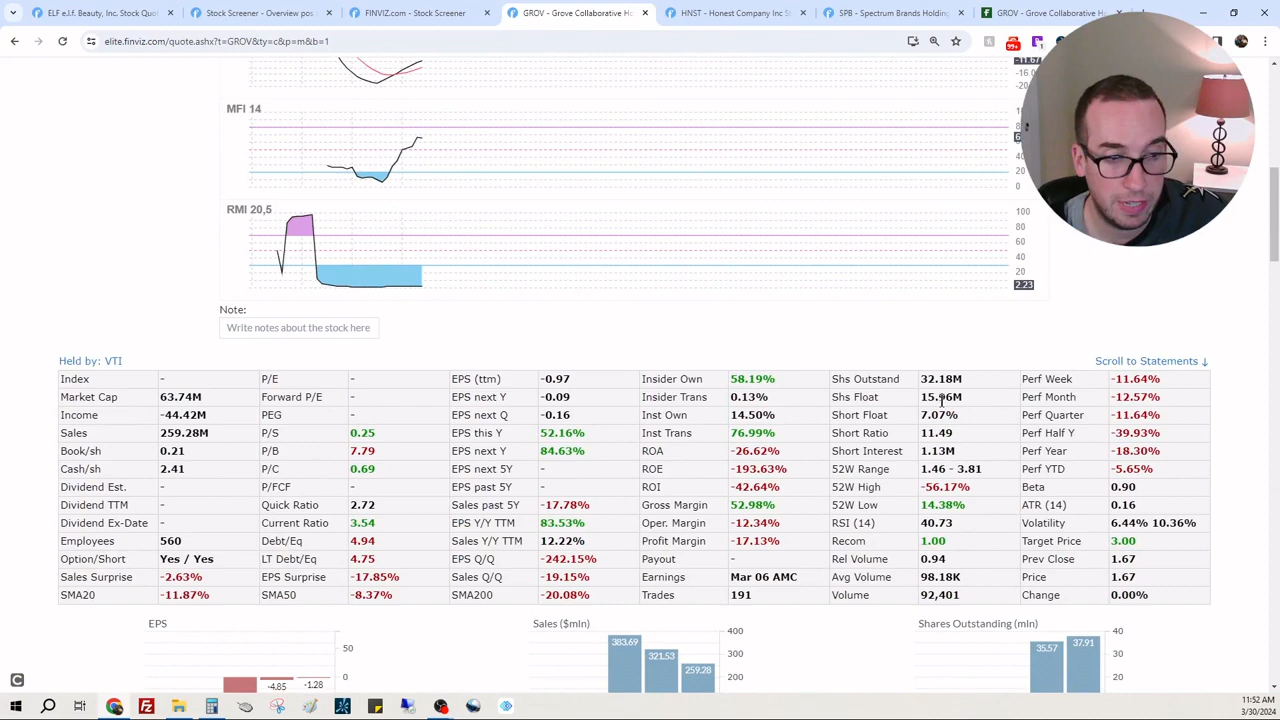 ELF e.l.f. Beauty, Inc. Stock Quot
Stock Screener - Overview pos
FINVIZ.com - Stock Screener
GROV - Grove Collaborative Ho
HNST - Honest Company Inc St
SPB - Spectrum Brands Holding
GROV - Grove Collaborative Ho
elite.finviz.com/quote.ashx?t=GROV&ty=c&p=m&b=1
99+
1
-11.67
-16.0
-20
MFI 14
40
20
0
RMI 20,5
100
80
60
40
20
2.23
Note:
Write notes about the stock here
Held by: VTI
Scroll to Statements ↓
Index - P/E - EPS (ttm) -0.97 Insider Own 58.19% Shs Outstand 32.18M Perf Week -11.64%
Market Cap 63.74M Forward P/E - EPS next Y -0.09 Insider Trans 0.13% Shs Float 15.96M Perf Month -12.57%
Income -44.42M PEG - EPS next Q -0.16 Inst Own 14.50% Short Float 7.07% Perf Quarter -11.64%
Sales 259.28M P/S 0.25 EPS this Y 52.16% Inst Trans 76.99% Short Ratio 11.49 Perf Half Y -39.93%
Book/sh 0.21 P/B 7.79 EPS next Y 84.63% ROA -26.62% Short Interest 1.13M Perf Year -18.30%
Cash/sh 2.41 P/C 0.69 EPS next 5Y - ROE -193.63% 52W Range 1.46 - 3.81 Perf YTD -5.65%
Dividend Est. - P/FCF - EPS past 5Y - ROI -42.64% 52W High -56.17% Beta 0.90
Dividend TTM - Quick Ratio 2.72 Sales past 5Y -17.78% Gross Margin 52.98% 52W Low 14.38% ATR (14) 0.16
Dividend Ex-Date - Current Ratio 3.54 EPS Y/Y TTM 83.53% Oper. Margin -12.34% RSI (14) 40.73 Volatility 6.44% 10.36%
Employees 560 Debt/Eq 4.94 Sales Y/Y TTM 12.22% Profit Margin -17.13% Recom 1.00 Target Price 3.00
Option/Short Yes / Yes LT Debt/Eq 4.75 EPS Q/Q -242.15% Payout - Rel Volume 0.94 Prev Close 1.67
Sales Surprise -2.63% EPS Surprise -17.85% Sales Q/Q -19.15% Earnings Mar 06 AMC Avg Volume 98.18K Price 1.67
SMA20 -11.87% SMA50 -8.37% SMA200 -20.08% Trades 191 Volume 92,401 Change 0.00%
EPS
Sales ($mln)
Shares Outstanding (mln)
50
0
-4.85
-1.28
383.69
321.53
259.28
400
300
200
35.57
37.91
40
30
20
11:52 AM
3/30/2024